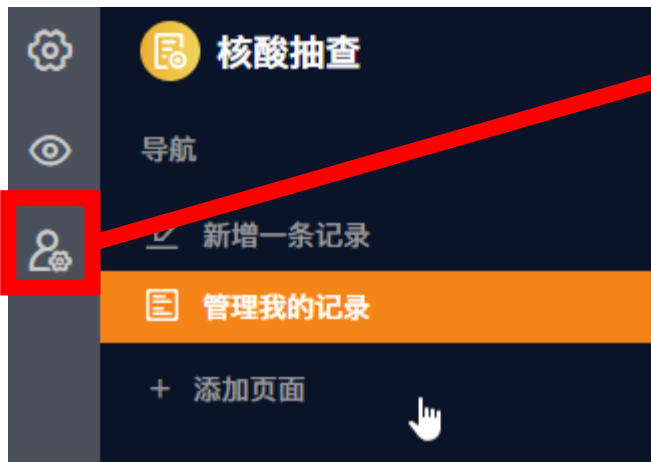 核酸抽查
导航
新增一条记录
管理我的记录
+ 添加页面